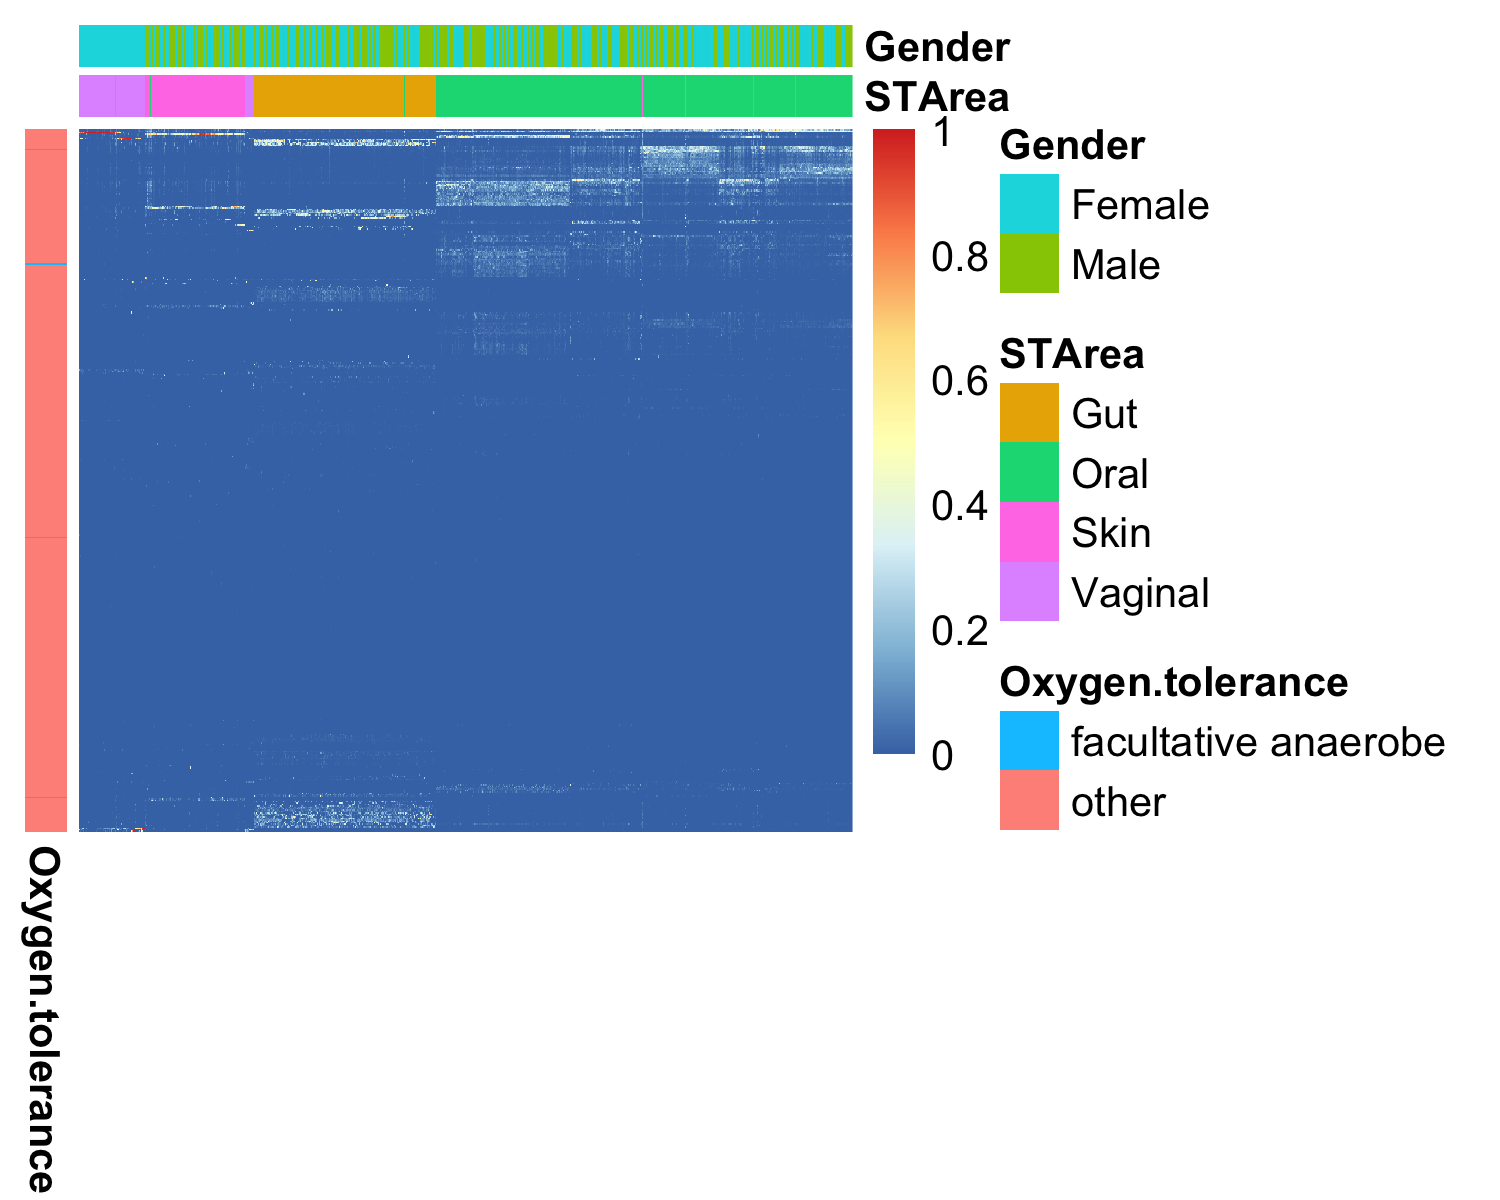 Gender
STArea
1
0.8
0.6
0.4
0.2
0
Gender
Female
Male
STArea
Gut
Oral
Skin
Vaginal
Oxygen.tolerance
facultative anaerobe
other
Oxygen.tolerance